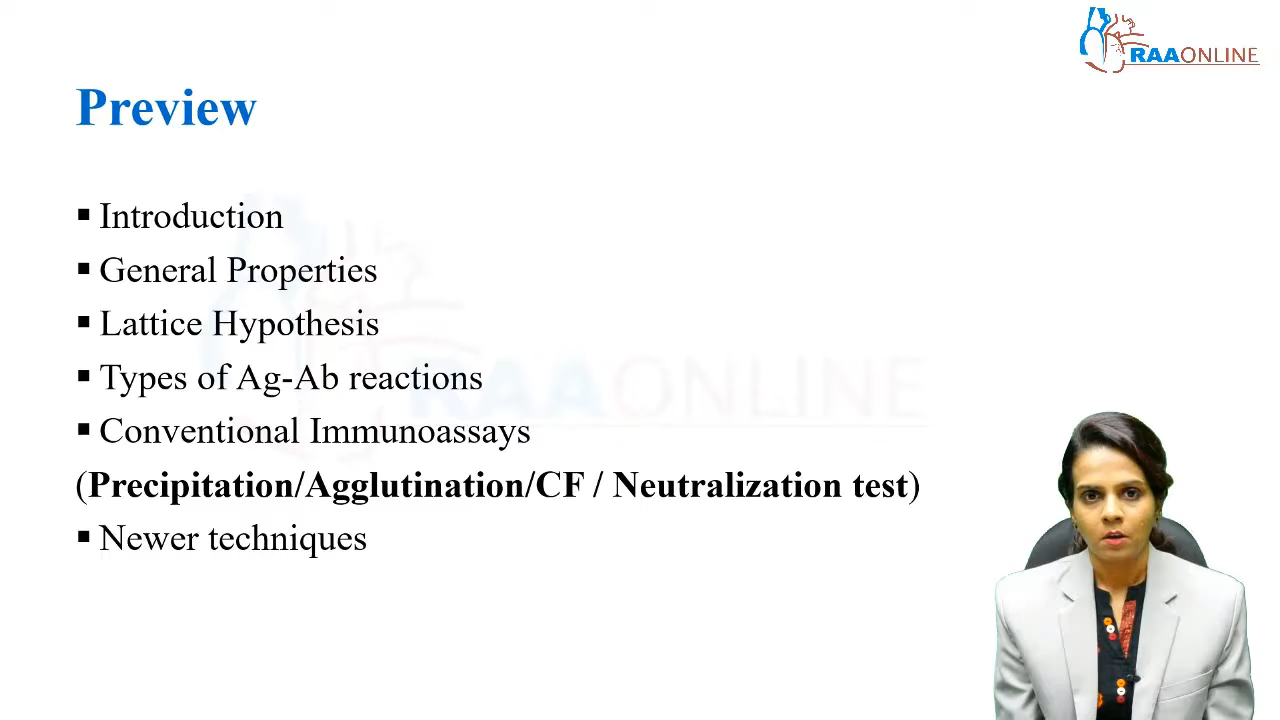 RAAONLINE
Preview
▪ Introduction
▪ General Properties
▪ Lattice Hypothesis
▪ Types of Ag-Ab reactions
▪ Conventional Immunoassays
(Precipitation/Agglutination/CF / Neutralization test)
▪ Newer techniques
RAAONLINE